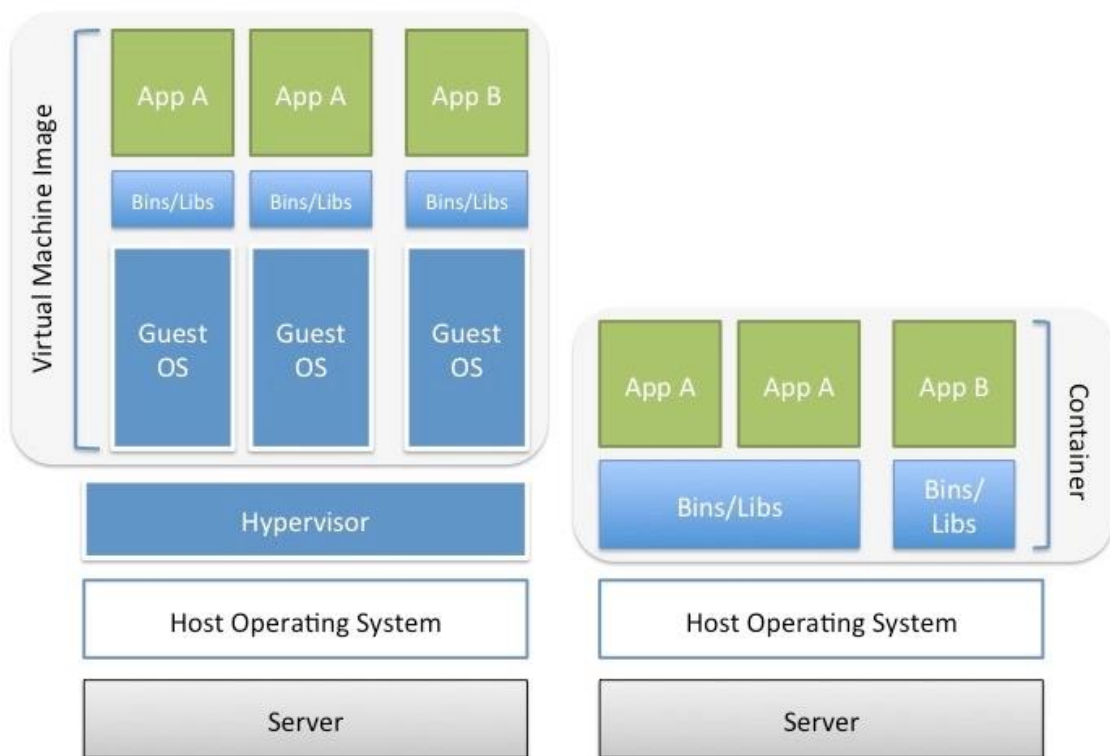 Virtual Machine Image
App A
App A
App B
Bins/Libs
Bins/Libs
Bins/Libs
Guest
OS
Guest
OS
Guest
OS
Hypervisor
Host Operating System
Server
App A
App A
App B
Bins/Libs
Bins/
Libs
Container
Host Operating System
Server